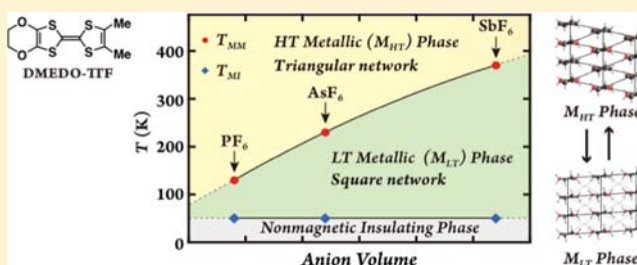 Me
Me
S
S
S
S
O
O
DMEDO-TTF
T (K)
400
300
200
100
0
T_MM
T_MI
HT Metallic (M_HT) Phase
Triangular network
SbF₆
AsF₆
PF₆
LT Metallic (M_LT) Phase
Square network
Nonmagnetic Insulating Phase
Anion Volume
M_HT Phase
M_LT Phase